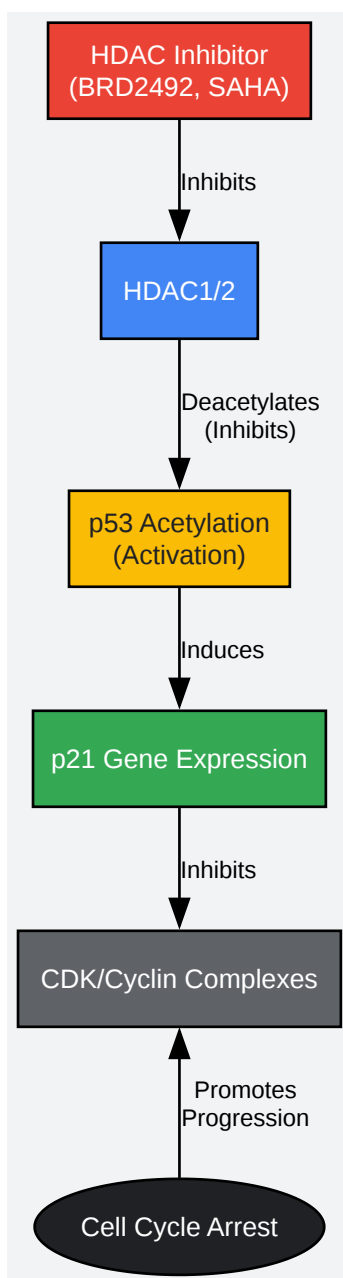 HDAC Inhibitor
(BRD2492, SAHA)
Inhibits
HDAC1/2
Deacetylates
(Inhibits)
p53 Acetylation
(Activation)
Induces
p21 Gene Expression
Inhibits
CDK/Cyclin Complexes
Promotes
Progression
Cell Cycle Arrest